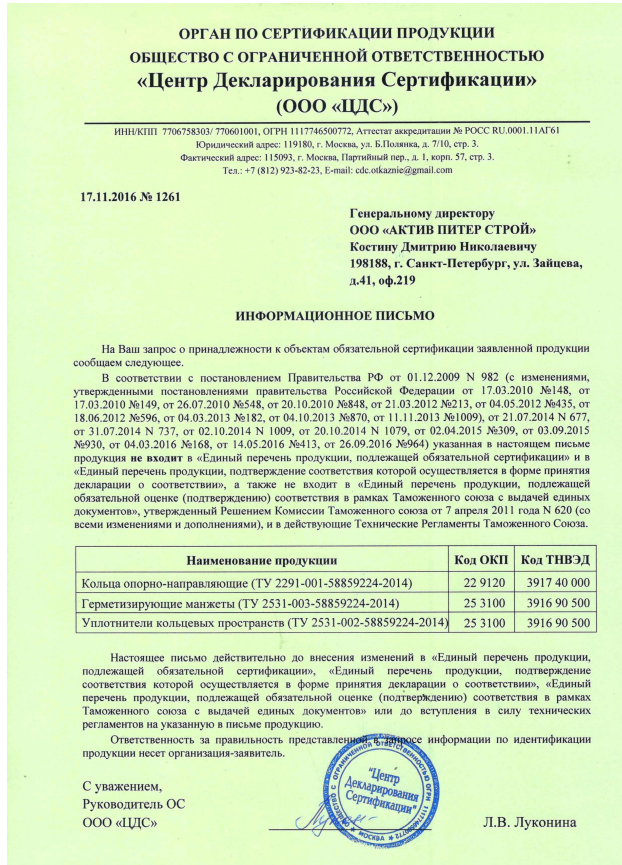 ОРГАН ПО СЕРТИФИКАЦИИ ПРОДУКЦИИ
ОБЩЕСТВО С ОГРАНИЧЕННОЙ ОТВЕТСТВЕННОСТЬЮ
«Центр Декларирования Сертификации»
(ООО «ЦДС»)
ИНН/КПП 7706758303/ 770601001, ОГРН 1117746500772, Аттестат аккредитации № РОСС RU.0001.11АГ61
Юридический адрес: 119180, г. Москва, ул. Б.Полянка, д. 7/10, стр. 3.
Фактический адрес: 115093, г. Москва, Партийный пер., д. 1, корп. 57, стр. 3.
Тел.: +7 (812) 923-82-23, E-mail: cdc.otkaznie@gmail.com
17.11.2016 № 1261
Генеральному директору
ООО «АКТИВ ПИТЕР СТРОЙ»
Костину Дмитрию Николаевичу
198188, г. Санкт-Петербург, ул. Зайцева,
д.41, оф.219
ИНФОРМАЦИОННОЕ ПИСЬМО
На Ваш запрос о принадлежности к объектам обязательной сертификации заявленной продукции
сообщаем следующее.
В соответствии с постановлением Правительства РФ от 01.12.2009 N 982 (с изменениями,
утвержденными постановлениями правительства Российской Федерации от 17.03.2010 №148, от
17.03.2010 №149, от 26.07.2010 №548, от 20.10.2010 №848, от 21.03.2012 №213, от 04.05.2012 №435, от
18.06.2012 №596, от 04.03.2013 №182, от 04.10.2013 №870, от 11.11.2013 №1009), от 21.07.2014 N 677,
от 31.07.2014 N 737, от 02.10.2014 N 1009, от 20.10.2014 N 1079, от 02.04.2015 №309, от 03.09.2015
№930, от 04.03.2016 №168, от 14.05.2016 №413, от 26.09.2016 №964) указанная в настоящем письме
продукция не входит в «Единый перечень продукции, подлежащей обязательной сертификации» и в
«Единый перечень продукции, подтверждение соответствия которой осуществляется в форме принятия
декларации о соответствии», а также не входит в «Единый перечень продукции, подлежащей
обязательной оценке (подтверждению) соответствия в рамках Таможенного союза с выдачей единых
документов», утвержденный Решением Комиссии Таможенного союза от 7 апреля 2011 года N 620 (со
всеми изменениями и дополнениями), и в действующие Технические Регламенты Таможенного Союза.
Наименование продукции Код ОКП Код ТНВЭД
Кольца опорно-направляющие (ТУ 2291-001-58859224-2014) 22 9120 3917 40 000
Герметизирующие манжеты (ТУ 2531-003-58859224-2014) 25 3100 3916 90 500
Уплотнители кольцевых пространств (ТУ 2531-002-58859224-2014) 25 3100 3916 90 500
Настоящее письмо действительно до внесения изменений в «Единый перечень продукции,
подлежащей обязательной сертификации», «Единый перечень продукции, подтверждение
соответствия которой осуществляется в форме принятия декларации о соответствии», «Единый
перечень продукции, подлежащей обязательной оценке (подтверждению) соответствия в рамках
Таможенного союза с выдачей единых документов» или до вступления в силу технических
регламентов на указанную в письме продукцию.
Ответственность за правильность представленной в запросе информации по идентификации
продукции несет организация-заявитель.
С уважением,
Руководитель ОС
ООО «ЦДС»
Л.В. Луконина
ОБЩЕСТВО С ОГРАНИЧЕННОЙ ОТВЕТСТВЕННОСТЬЮ ОГРН 1117746500772
"Центр
Декларирования
Сертификации"
МОСКВА